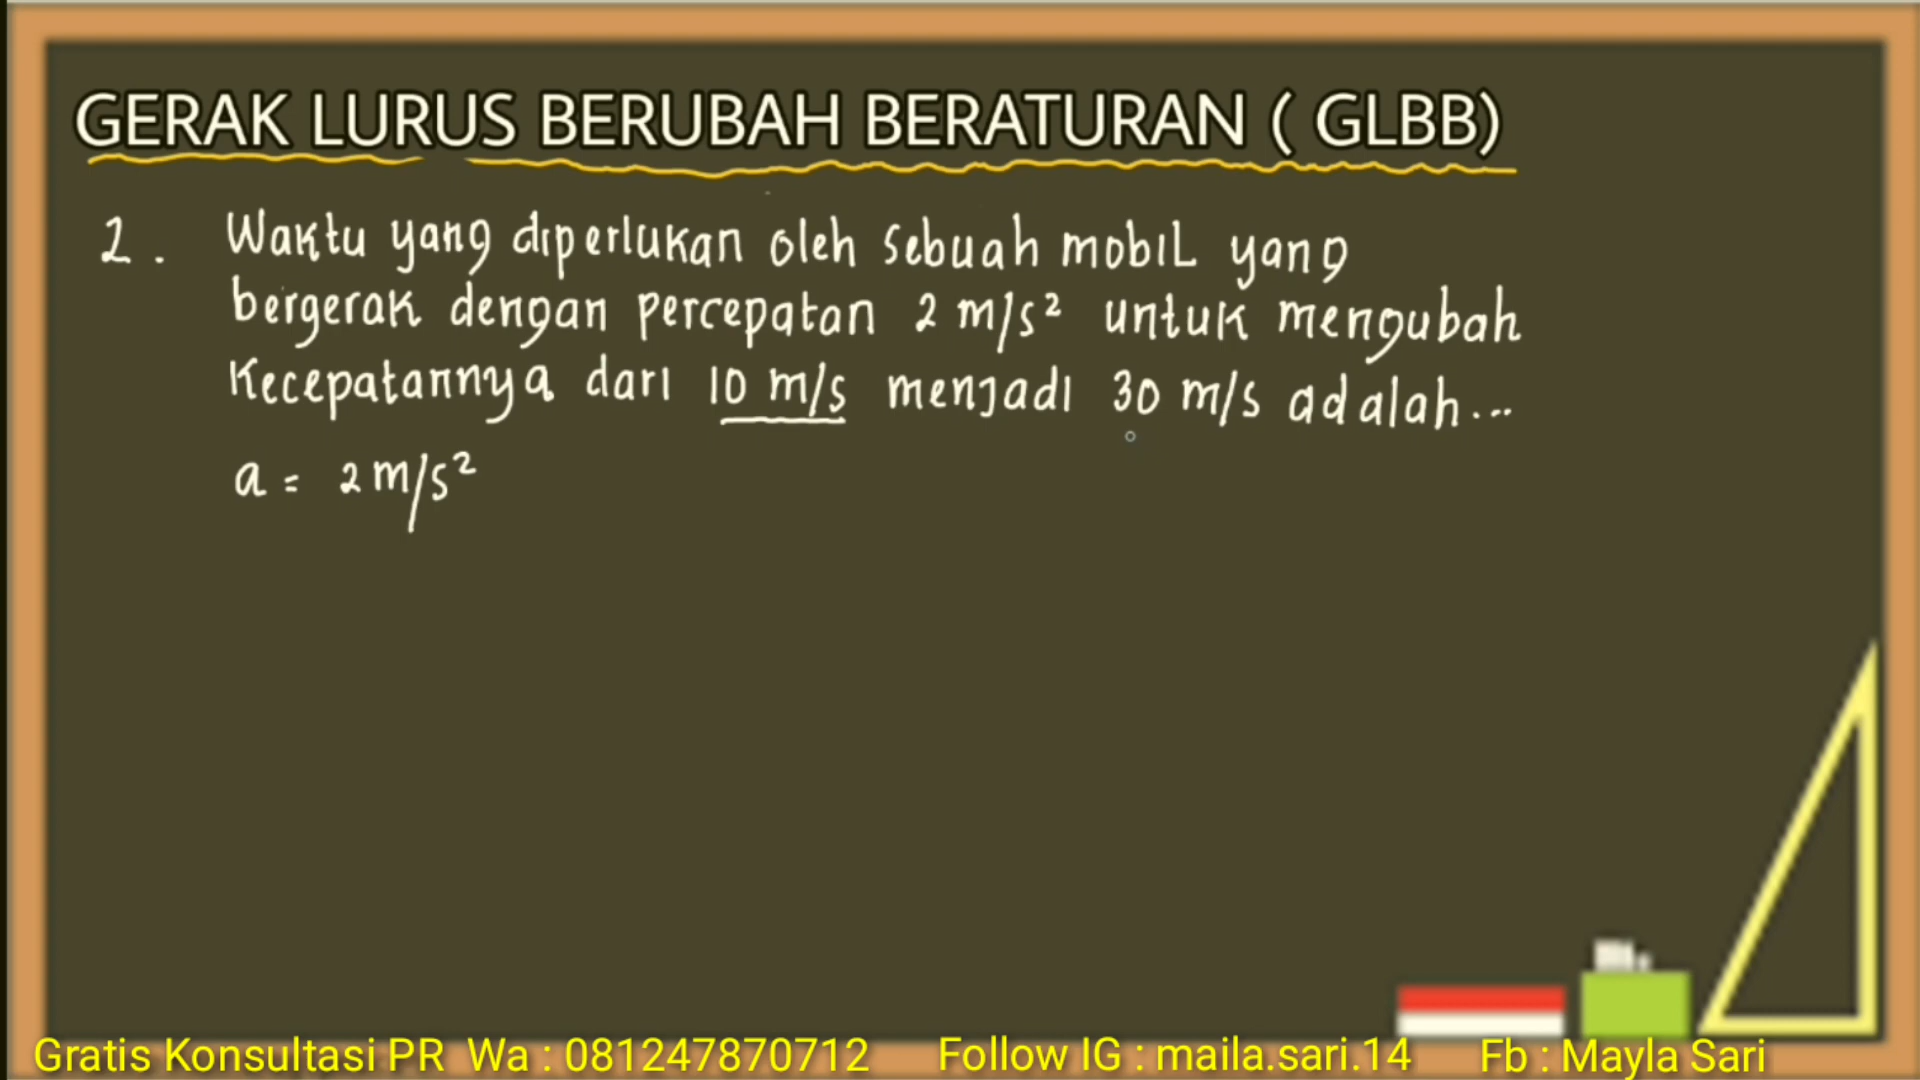 GERAK LURUS BERUBAH BERATURAN ( GLBB)
2. Waktu yang diperlukan oleh sebuah mobil yang
bergerak dengan percepatan 2 m/s² untuk mengubah
Kecepatannya dari 10 m/s menjadi 30 m/s adalah...
a = 2 m/s²
Gratis Konsultasi PR Wa : 081247870712 Follow IG : maila.sari.14 Fb : Mayla Sari